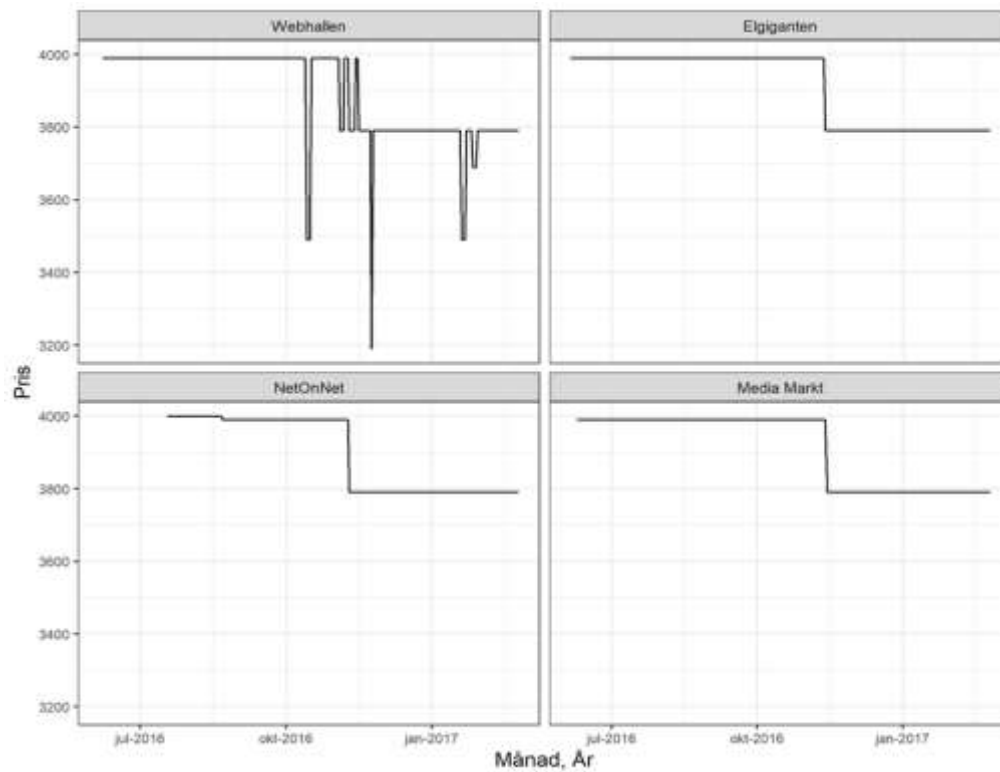 Webhallen
Elgiganten
4000
3800
3600
3400
3200
NetOnNet
Media Markt
4000
3800
3600
3400
3200
Pris
jul-2016
okt-2016
jan-2017
jul-2016
okt-2016
jan-2017
Månad, År